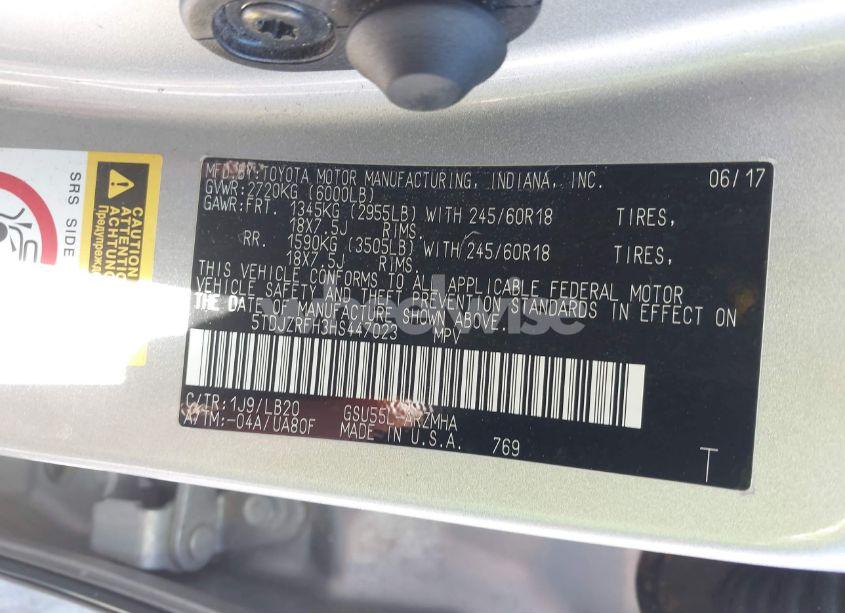 MFD.BY:TOYOTA MOTOR MANUFACTURING, INDIANA, INC. 06/17
GVWR:2720KG (6000LB)
GAWR:FRT. 1345KG (2955LB) WITH 245/60R18 TIRES,
18X7.5J RIMS,
RR. 1590KG (3505LB) WITH 245/60R18 TIRES,
18X7.5J RIMS.
THIS VEHICLE CONFORMS TO ALL APPLICABLE FEDERAL MOTOR
VEHICLE SAFETY AND THEFT PREVENTION STANDARDS IN EFFECT ON
THE DATE OF MANUFACTURE SHOWN ABOVE.
5TDJZRFH3HS447023 MPV
C/TR:1J9/LB20 GSU55L-ARZMHA
A/TM:-04A/UA80F MADE IN U.S.A. 769 T
SRS SIDE
CAUTION
ATTENTION
ACHTUNG